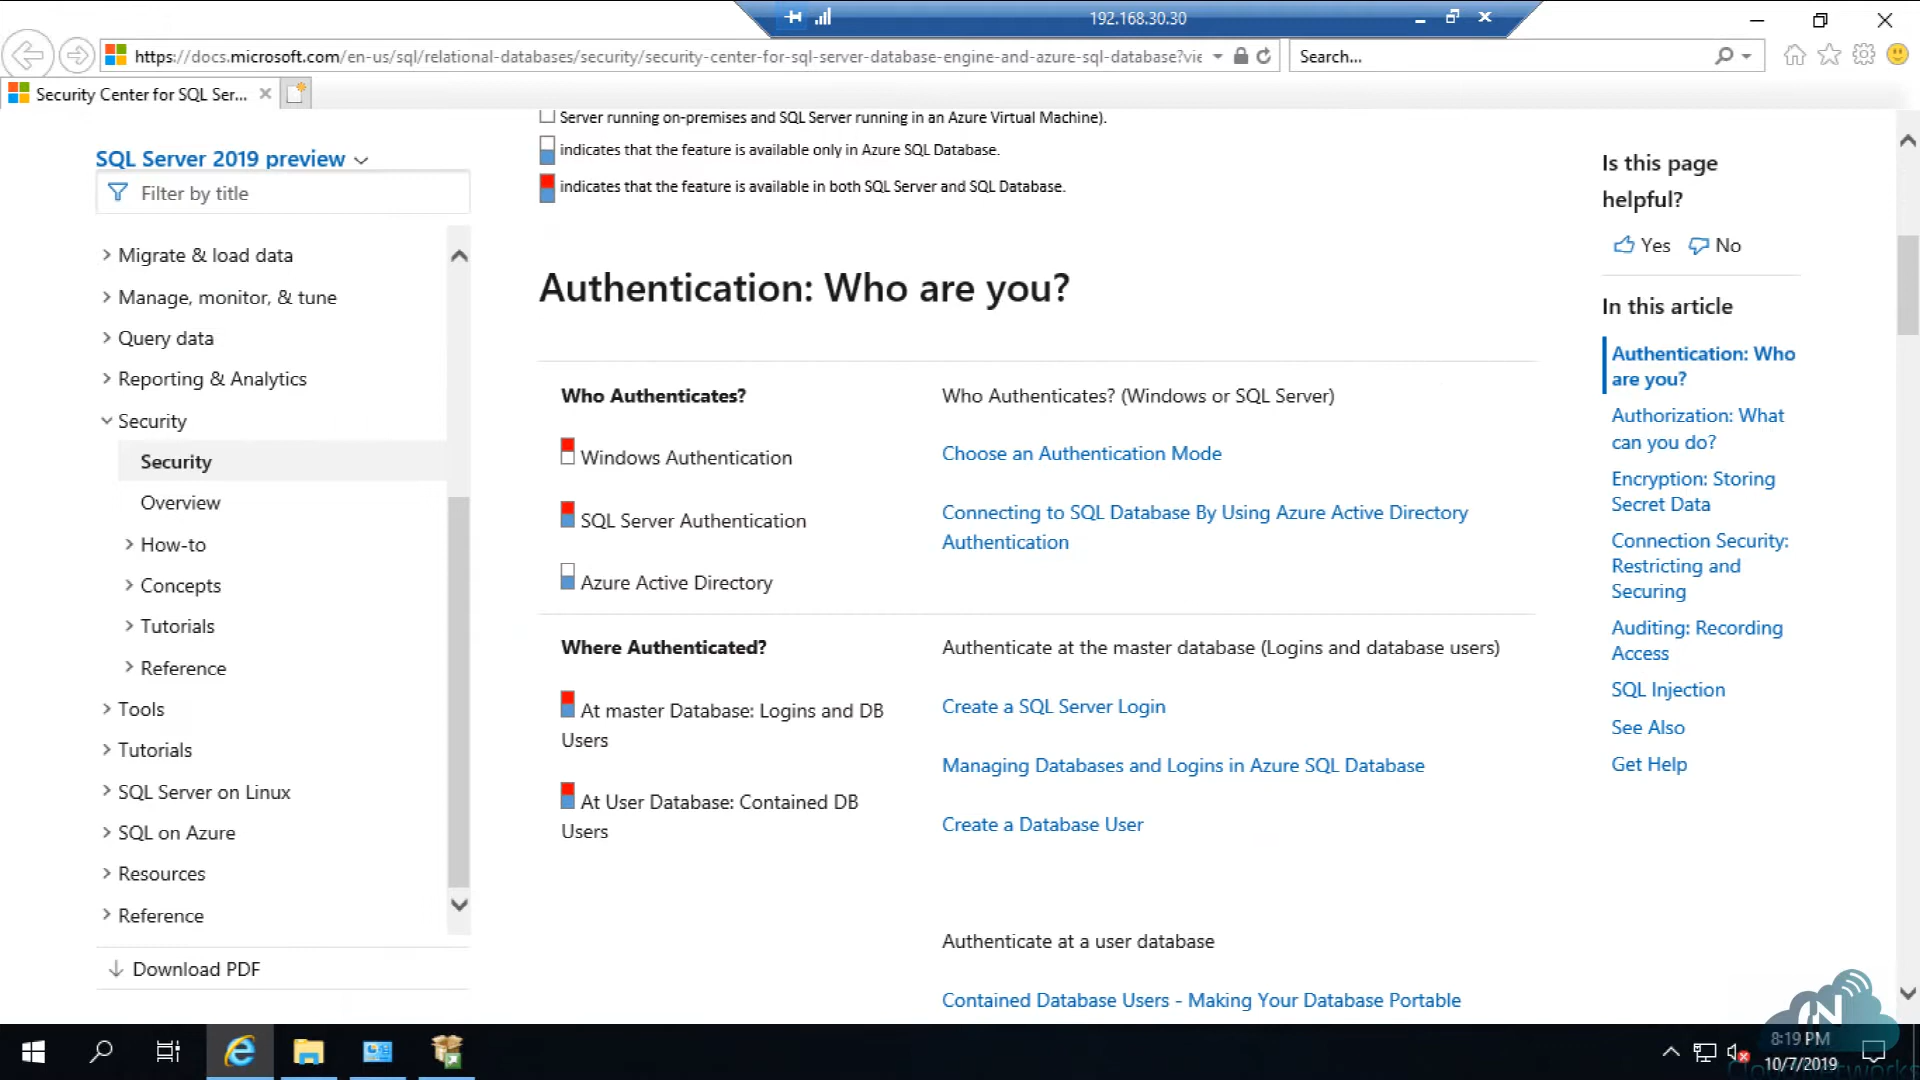 192.168.30.30
https://docs.microsoft.com/en-us/sql/relational-databases/security/security-center-for-sql-server-database-engine-and-azure-sql-database?vie
Search...
Security Center for SQL Ser...
Server running on-premises and SQL Server running in an Azure Virtual Machine).
indicates that the feature is available only in Azure SQL Database.
indicates that the feature is available in both SQL Server and SQL Database.
SQL Server 2019 preview
Filter by title
Migrate & load data
Manage, monitor, & tune
Query data
Reporting & Analytics
Security
Security
Overview
How-to
Concepts
Tutorials
Reference
Tools
Tutorials
SQL Server on Linux
SQL on Azure
Resources
Reference
Download PDF
Authentication: Who are you?
Who Authenticates?
Who Authenticates? (Windows or SQL Server)
Windows Authentication
Choose an Authentication Mode
SQL Server Authentication
Connecting to SQL Database By Using Azure Active Directory
Authentication
Azure Active Directory
Where Authenticated?
Authenticate at the master database (Logins and database users)
At master Database: Logins and DB
Users
Create a SQL Server Login
Managing Databases and Logins in Azure SQL Database
At User Database: Contained DB
Users
Create a Database User
Authenticate at a user database
Contained Database Users - Making Your Database Portable
Is this page
helpful?
Yes
No
In this article
Authentication: Who
are you?
Authorization: What
can you do?
Encryption: Storing
Secret Data
Connection Security:
Restricting and
Securing
Auditing: Recording
Access
SQL Injection
See Also
Get Help
8:19 PM
10/7/2019